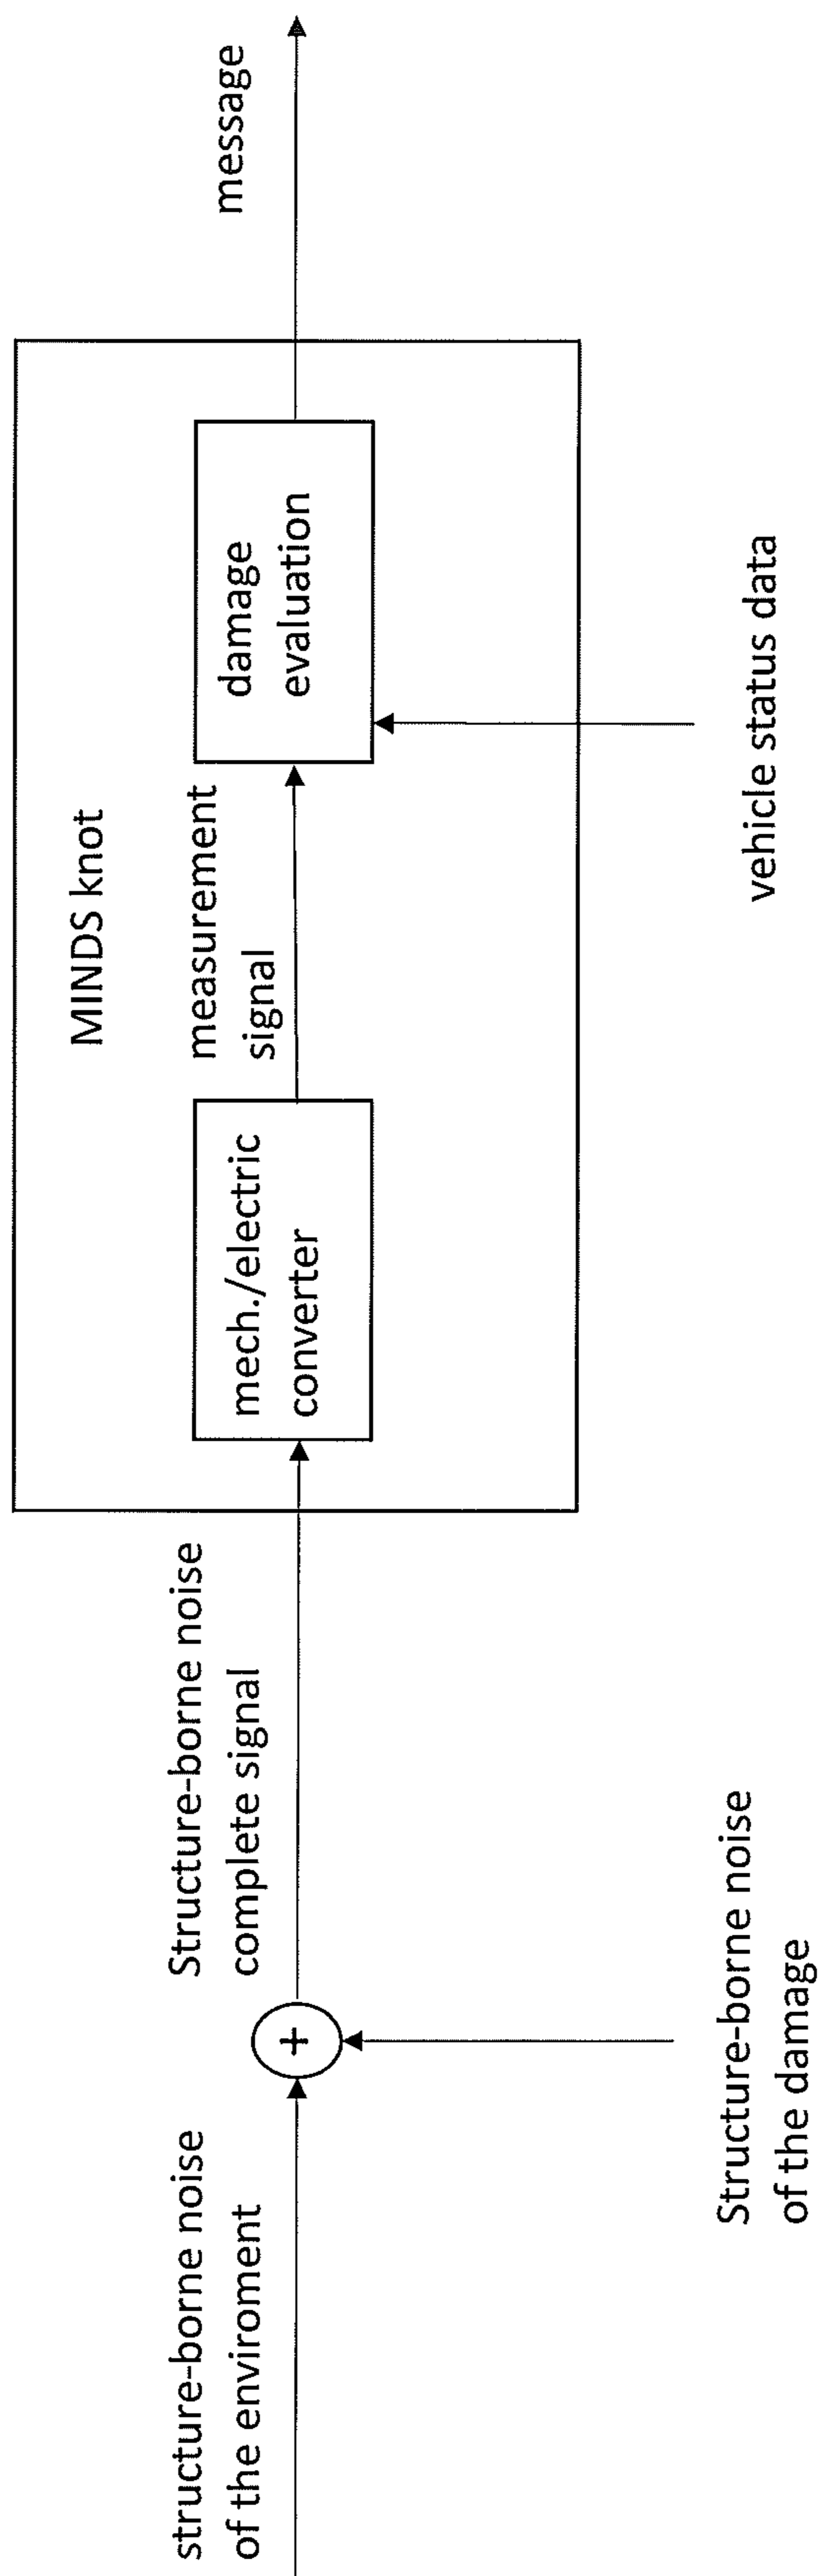 structure-borne noise
of the enviroment
+
Structure-borne noise
of the damage
Structure-borne noise
complete signal
MINDS knot
mech./electric
converter
measurement
signal
damage
evaluation
vehicle status data
message